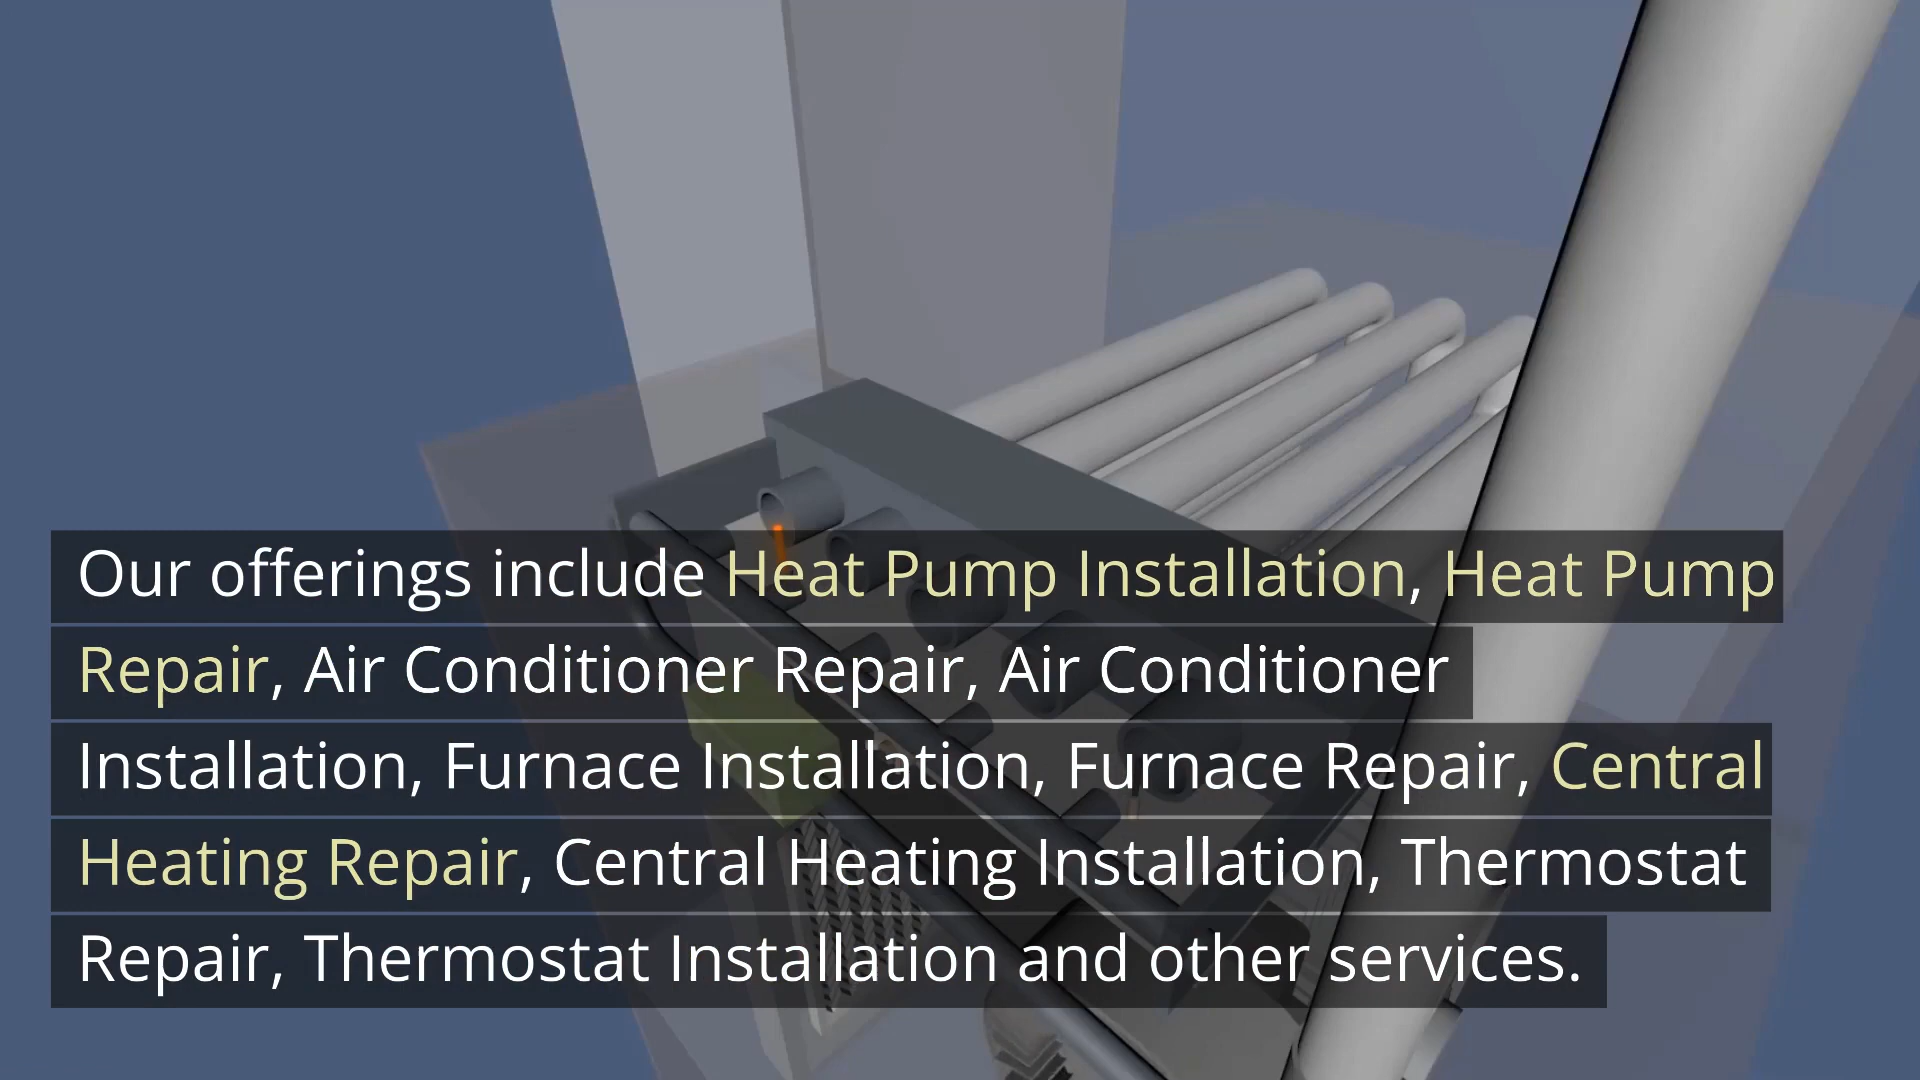 Our offerings include Heat Pump Installation, Heat Pump
Repair, Air Conditioner Repair, Air Conditioner
Installation, Furnace Installation, Furnace Repair, Central
Heating Repair, Central Heating Installation, Thermostat
Repair, Thermostat Installation and other services.